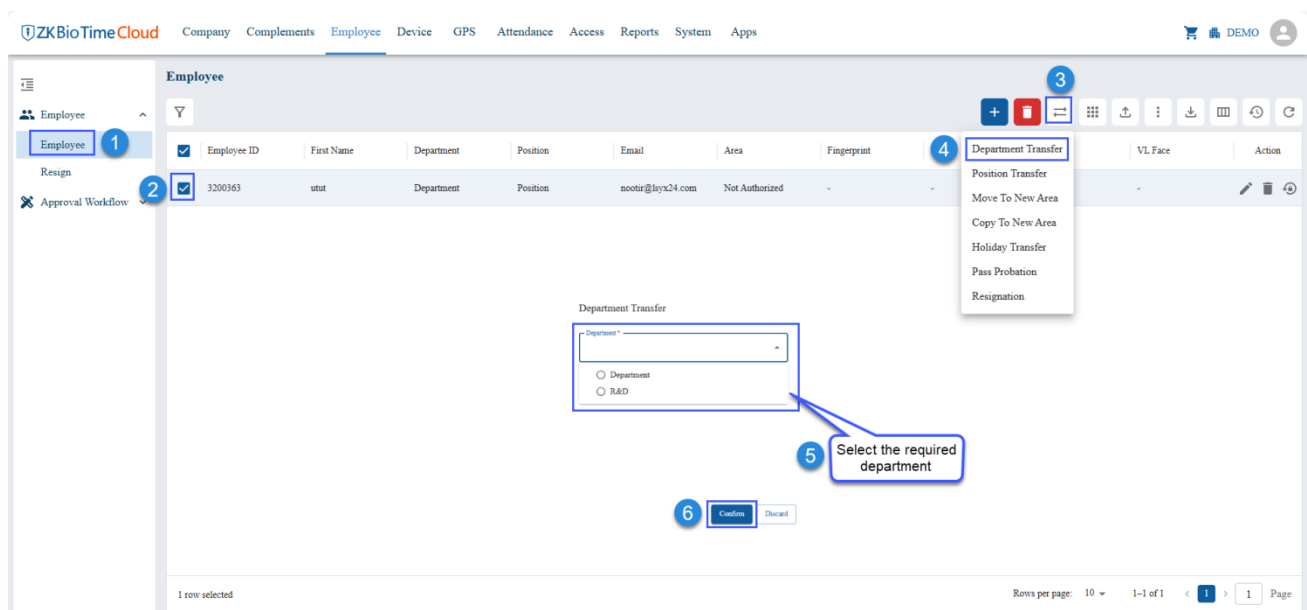 ZKBioTime Cloud
Company Complements Employee Device GPS Attendance Access Reports System Apps
DEMO
Employee
3
Employee
Employee
1
Resign
Approval Workflow
+
Employee ID First Name Department Position Email Area Fingerprint VL Face Action
2
3200363 utut Department Position nootir@lsyx24.com Not Authorized - - -
4
Department Transfer
Position Transfer
Move To New Area
Copy To New Area
Holiday Transfer
Pass Probation
Resignation
Department Transfer
Department *
Department
R&D
5
Select the required
department
6
Confirm Discard
1 row selected
Rows per page: 10 1–1 of 1 < 1 > 1 Page